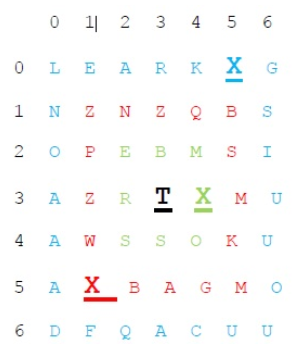 0 1| 2 3 4 5 6
0 L E A R K X G
1 N Z N Z Q B S
2 O P E B M S I
3 A Z R T X M U
4 A W S S O K U
5 A X B A G M O
6 D F Q A C U U